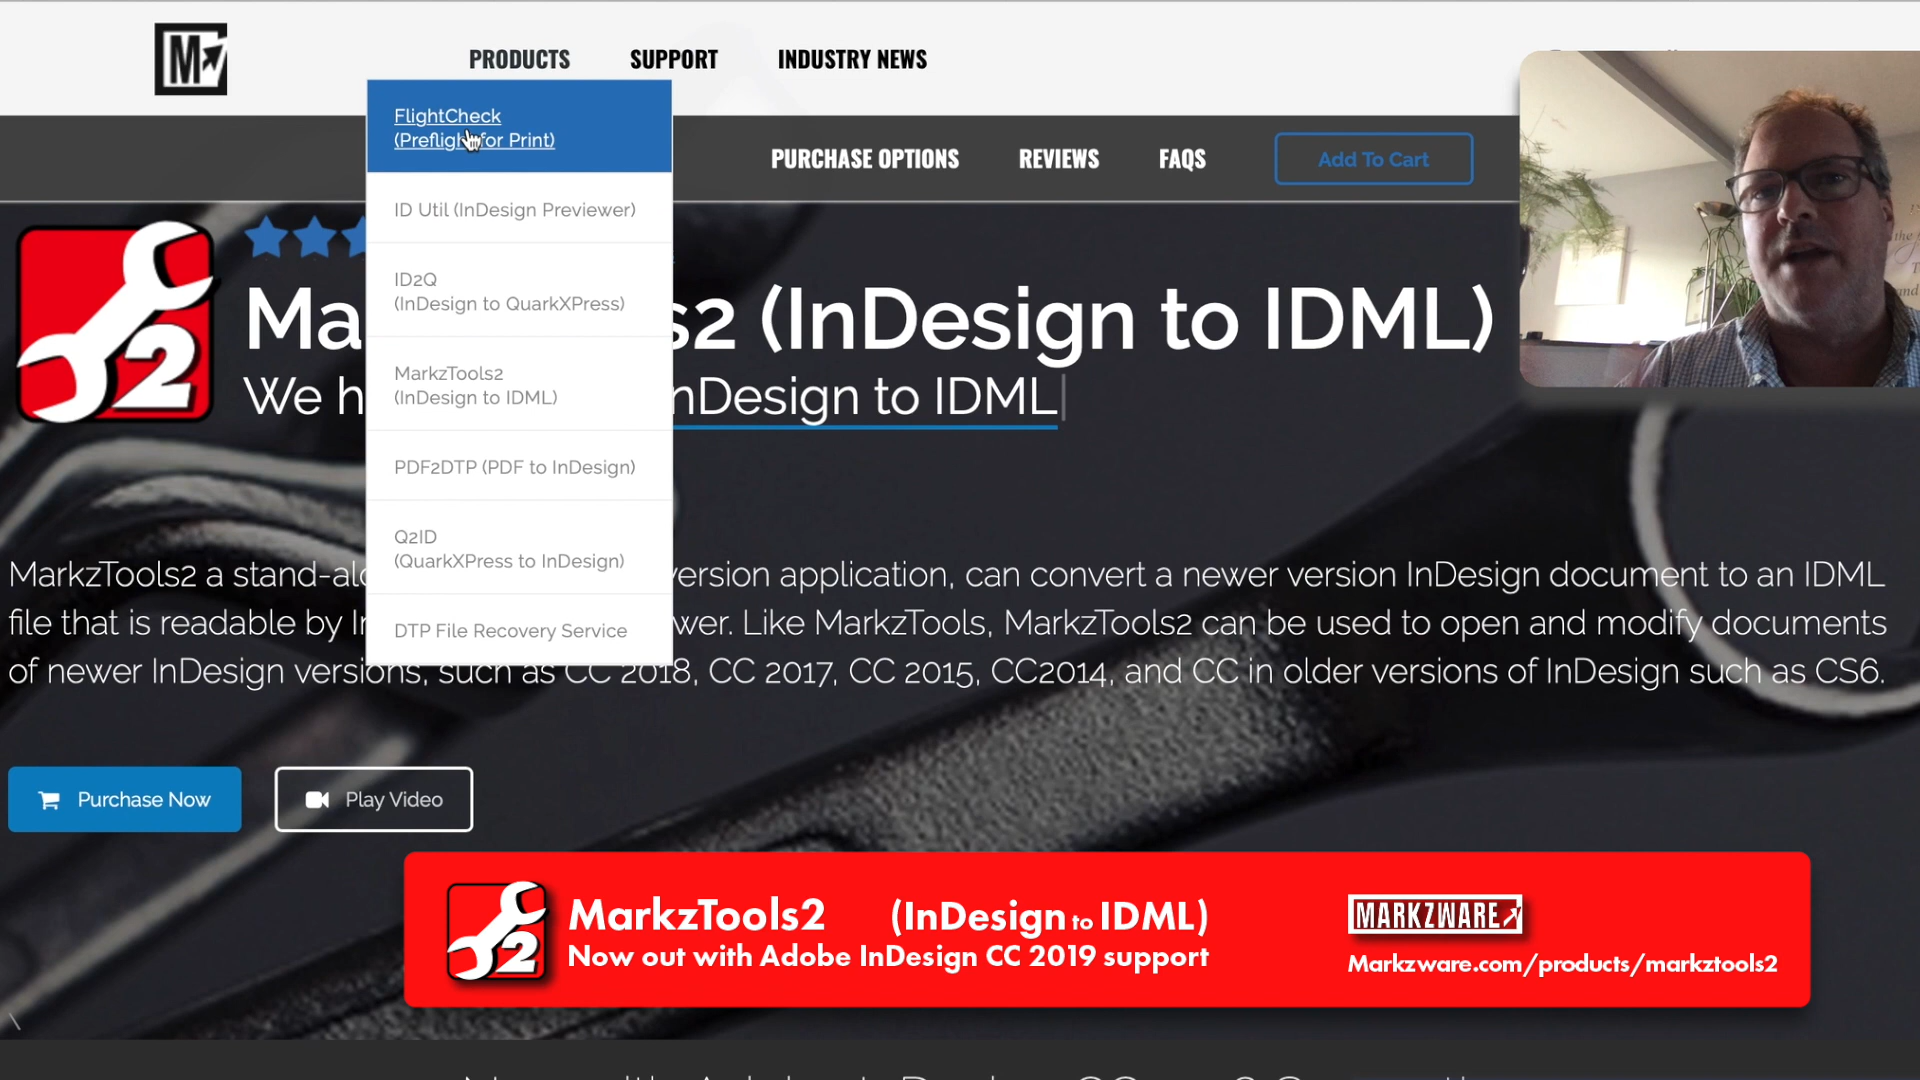 PRODUCTS SUPPORT INDUSTRY NEWS
FlightCheck
(Preflight for Print)
PURCHASE OPTIONS REVIEWS FAQS Add To Cart
ID Util (InDesign Previewer)
ID2Q
(InDesign to QuarkXPress)
MarkzTools2
(InDesign to IDML)
PDF2DTP (PDF to InDesign)
Q2ID
(QuarkXPress to InDesign)
DTP File Recovery Service
2
Ma s2 (InDesign to IDML)
We h nDesign to IDML
MarkzTools2 a stand-alo version application, can convert a newer version InDesign document to an IDML
file that is readable by In wer. Like MarkzTools, MarkzTools2 can be used to open and modify documents
of newer InDesign versions, such as CC 2018, CC 2017, CC 2015, CC2014, and CC in older versions of InDesign such as CS6.
Purchase Now Play Video
2
MarkzTools2 (InDesign to IDML)
Now out with Adobe InDesign CC 2019 support
MARKZWARE
Markzware.com/products/markztools2